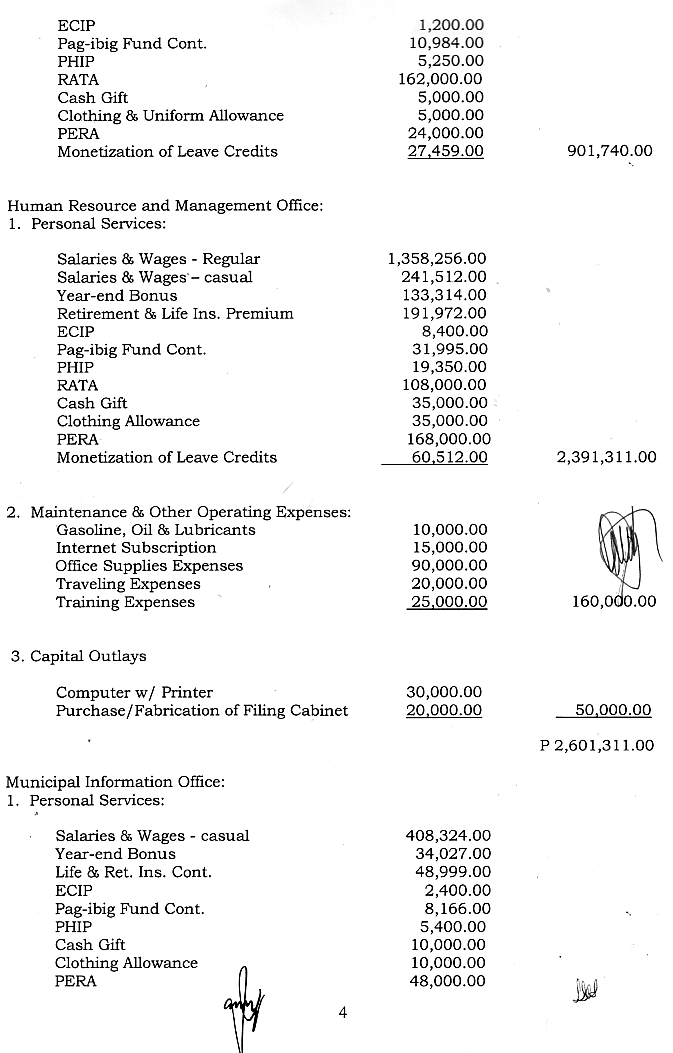 ECIP 1,200.00
Pag-ibig Fund Cont. 10,984.00
PHIP 5,250.00
RATA 162,000.00
Cash Gift 5,000.00
Clothing & Uniform Allowance 5,000.00
PERA 24,000.00
Monetization of Leave Credits 27,459.00 901,740.00
Human Resource and Management Office:
1. Personal Services:
Salaries & Wages - Regular 1,358,256.00
Salaries & Wages – casual 241,512.00
Year-end Bonus 133,314.00
Retirement & Life Ins. Premium 191,972.00
ECIP 8,400.00
Pag-ibig Fund Cont. 31,995.00
PHIP 19,350.00
RATA 108,000.00
Cash Gift 35,000.00
Clothing Allowance 35,000.00
PERA 168,000.00
Monetization of Leave Credits 60,512.00 2,391,311.00
2. Maintenance & Other Operating Expenses:
Gasoline, Oil & Lubricants 10,000.00
Internet Subscription 15,000.00
Office Supplies Expenses 90,000.00
Traveling Expenses 20,000.00
Training Expenses 25,000.00 160,000.00
3. Capital Outlays
Computer w/ Printer 30,000.00
Purchase/Fabrication of Filing Cabinet 20,000.00 50,000.00
P 2,601,311.00
Municipal Information Office:
1. Personal Services:
Salaries & Wages - casual 408,324.00
Year-end Bonus 34,027.00
Life & Ret. Ins. Cont. 48,999.00
ECIP 2,400.00
Pag-ibig Fund Cont. 8,166.00
PHIP 5,400.00
Cash Gift 10,000.00
Clothing Allowance 10,000.00
PERA 48,000.00
4